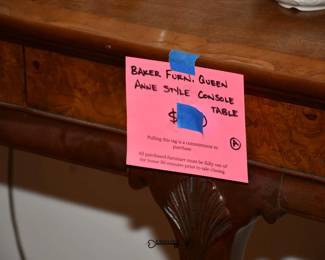 BAKER FURN. QUEEN
ANNE STYLE CONSOLE
TABLE
$
A
Pulling this tag is a commitment to
purchase
All purchased furniture must be fully out of
the house 30 minutes prior to sale closing